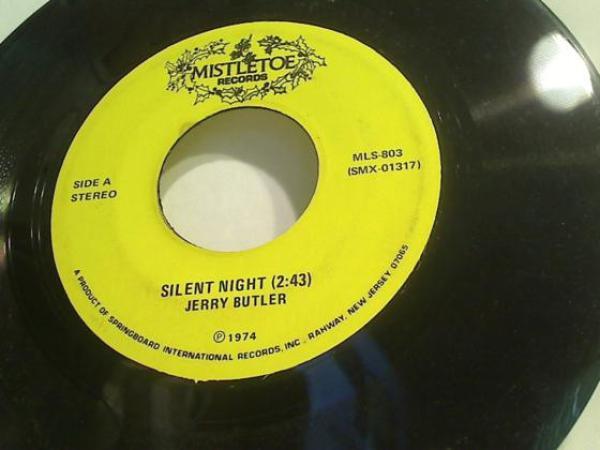 MISTLETOE
RECORDS
SIDE A
STEREO
MLS-803
(SMX-01317)
SILENT NIGHT (2:43)
JERRY BUTLER
℗ 1974
A PRODUCT OF SPRINGBOARD INTERNATIONAL RECORDS, INC., RAHWAY, NEW JERSEY 07065